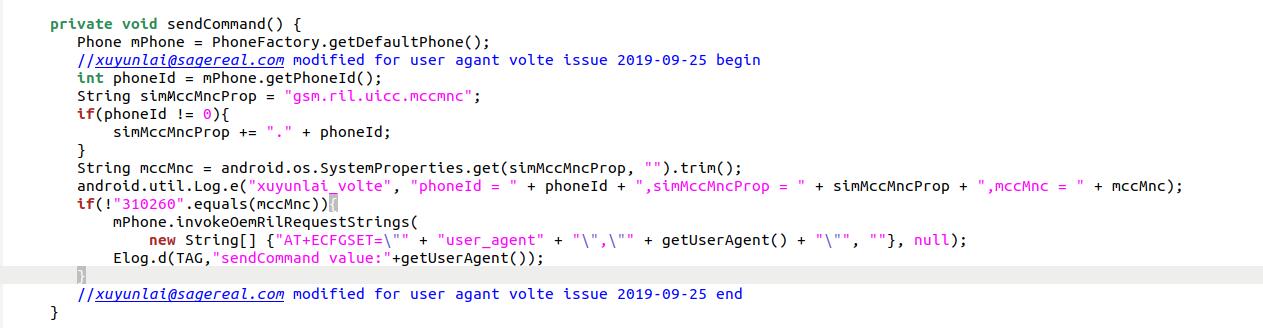 private void sendCommand() {
Phone mPhone = PhoneFactory.getDefaultPhone();
//xuyunlai@sagereal.com modified for user agant volte issue 2019-09-25 begin
int phoneId = mPhone.getPhoneId();
String simMccMncProp = "gsm.ril.uicc.mccmnc";
if(phoneId != 0){
simMccMncProp += "." + phoneId;
}
String mccMnc = android.os.SystemProperties.get(simMccMncProp, "").trim();
android.util.Log.e("xuyunlai_volte", "phoneId = " + phoneId + ",simMccMncProp = " + simMccMncProp + ",mccMnc = " + mccMnc);
if(!"310260".equals(mccMnc)){
mPhone.invokeOemRilRequestStrings(
new String[] {"AT+ECFGSET=\"" + "user_agent" + "\",\"" + getUserAgent() + "\"", ""}, null);
Elog.d(TAG,"sendCommand value:"+getUserAgent());
}
//xuyunlai@sagereal.com modified for user agant volte issue 2019-09-25 end
}